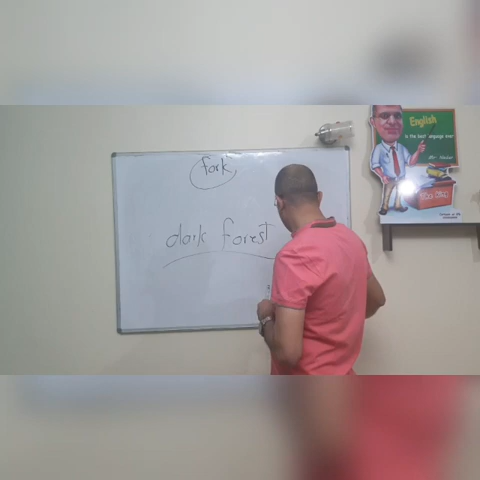 fork
dark forest
English
is the best language ever